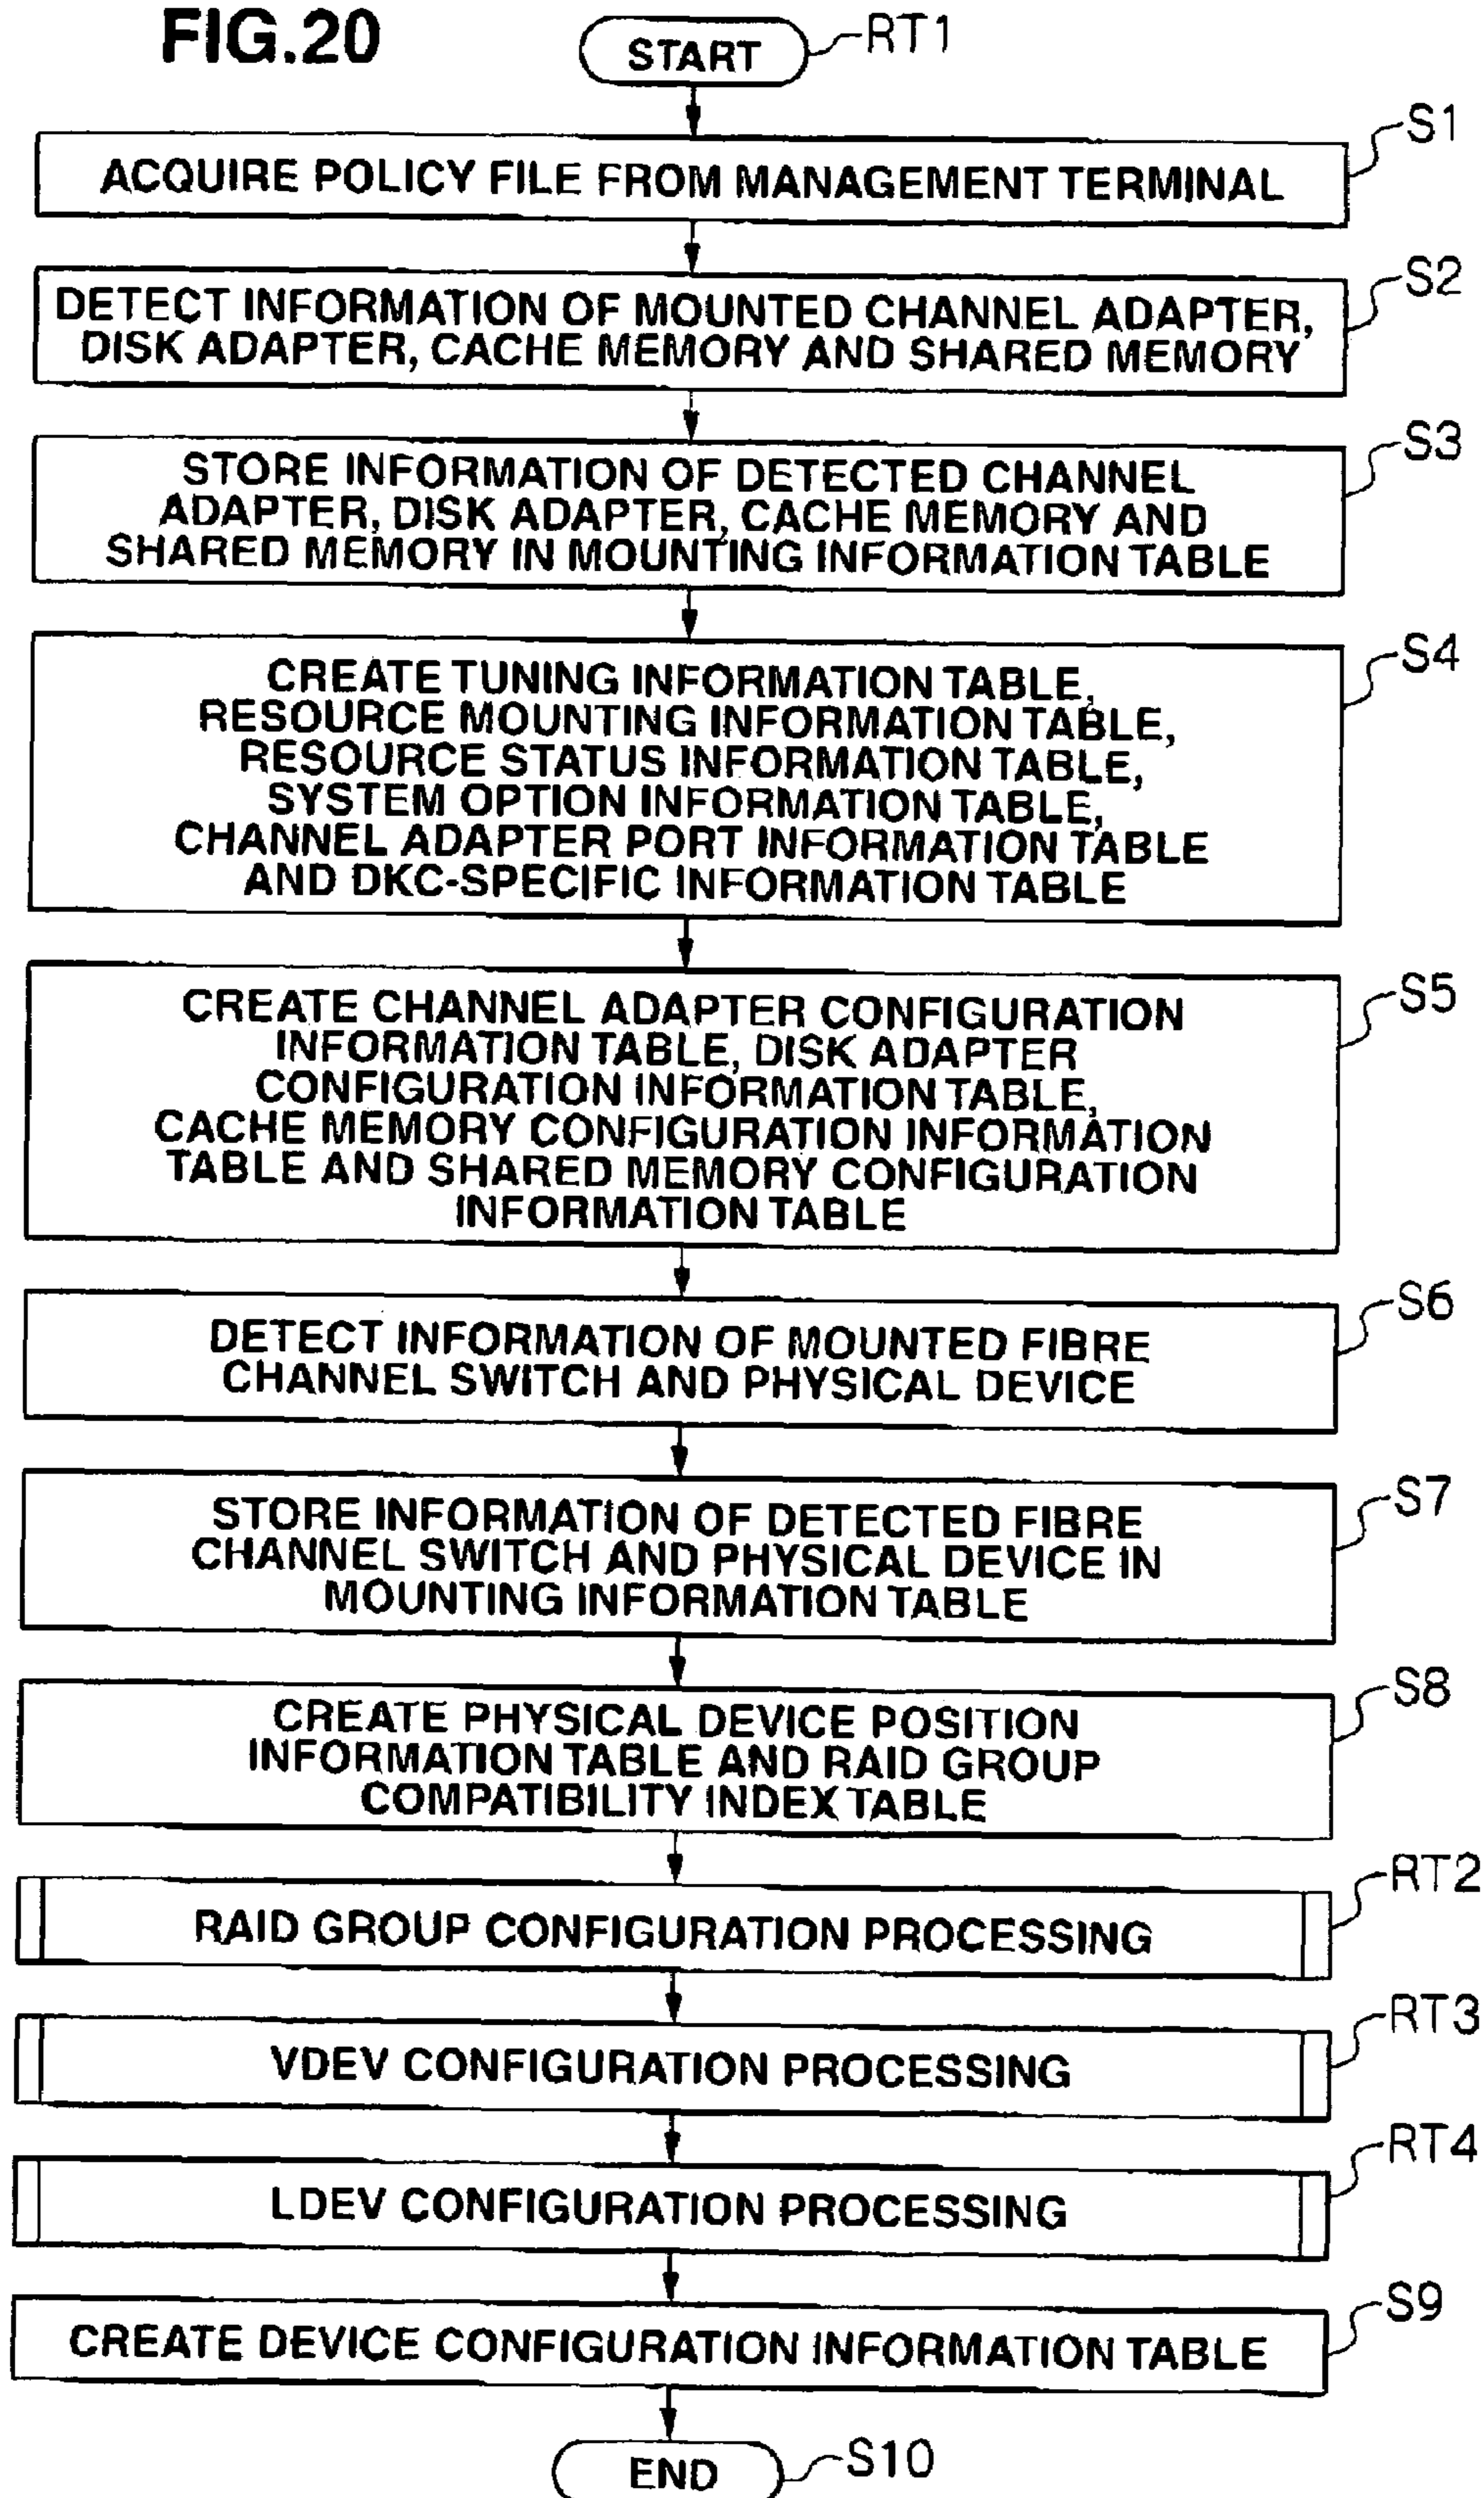 FIG.20
START
RT1
S1
ACQUIRE POLICY FILE FROM MANAGEMENT TERMINAL
S2
DETECT INFORMATION OF MOUNTED CHANNEL ADAPTER,
DISK ADAPTER, CACHE MEMORY AND SHARED MEMORY
S3
STORE INFORMATION OF DETECTED CHANNEL
ADAPTER, DISK ADAPTER, CACHE MEMORY AND
SHARED MEMORY IN MOUNTING INFORMATION TABLE
S4
CREATE TUNING INFORMATION TABLE,
RESOURCE MOUNTING INFORMATION TABLE,
RESOURCE STATUS INFORMATION TABLE,
SYSTEM OPTION INFORMATION TABLE,
CHANNEL ADAPTER PORT INFORMATION TABLE
AND DKC-SPECIFIC INFORMATION TABLE
S5
CREATE CHANNEL ADAPTER CONFIGURATION
INFORMATION TABLE, DISK ADAPTER
CONFIGURATION INFORMATION TABLE,
CACHE MEMORY CONFIGURATION INFORMATION
TABLE AND SHARED MEMORY CONFIGURATION
INFORMATION TABLE
S6
DETECT INFORMATION OF MOUNTED FIBRE
CHANNEL SWITCH AND PHYSICAL DEVICE
S7
STORE INFORMATION OF DETECTED FIBRE
CHANNEL SWITCH AND PHYSICAL DEVICE IN
MOUNTING INFORMATION TABLE
S8
CREATE PHYSICAL DEVICE POSITION
INFORMATION TABLE AND RAID GROUP
COMPATIBILITY INDEX TABLE
RT2
RAID GROUP CONFIGURATION PROCESSING
RT3
VDEV CONFIGURATION PROCESSING
RT4
LDEV CONFIGURATION PROCESSING
S9
CREATE DEVICE CONFIGURATION INFORMATION TABLE
END
S10